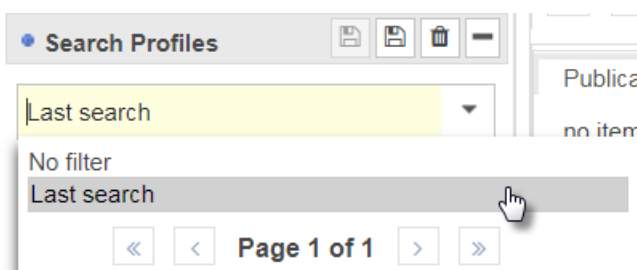 Search Profiles
Publica
Last search
no item
No filter
Last search
« < Page 1 of 1 > »